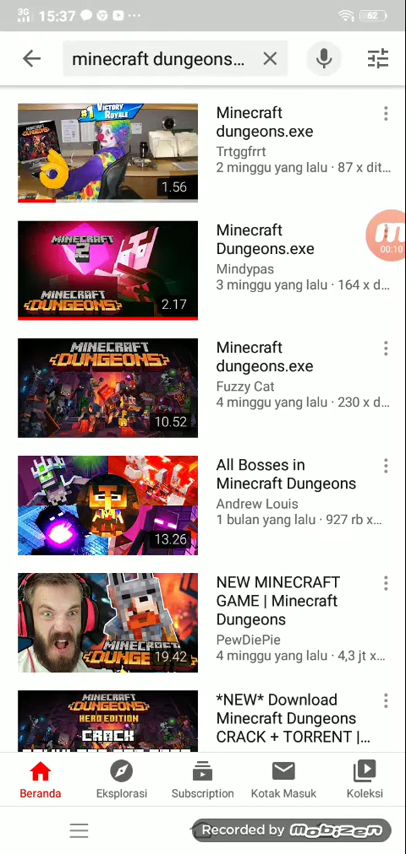 3G 15:37 62
minecraft dungeons...
#1 VICTORY ROYALE
1.56
Minecraft
dungeons.exe
Trtggfrrt
2 minggu yang lalu · 87 x dit...
MINECRAFT
2
MINECRAFT
DUNGEONS
2.17
Minecraft
Dungeons.exe
Mindypas
3 minggu yang lalu · 164 x d...
00:10
MINECRAFT
DUNGEONS
10.52
Minecraft
dungeons.exe
Fuzzy Cat
4 minggu yang lalu · 230 x d...
13.26
All Bosses in
Minecraft Dungeons
Andrew Louis
1 bulan yang lalu · 927 rb x...
MINECRAFT
DUNGE
19.42
NEW MINECRAFT
GAME | Minecraft
Dungeons
PewDiePie
4 minggu yang lalu · 4,3 jt x...
MINECRAFT
DUNGEONS
HERO EDITION
CRACK
*NEW* Download
Minecraft Dungeons
CRACK + TORRENT |...
Beranda
Eksplorasi
Subscription
Kotak Masuk
Koleksi
Recorded by mobizen